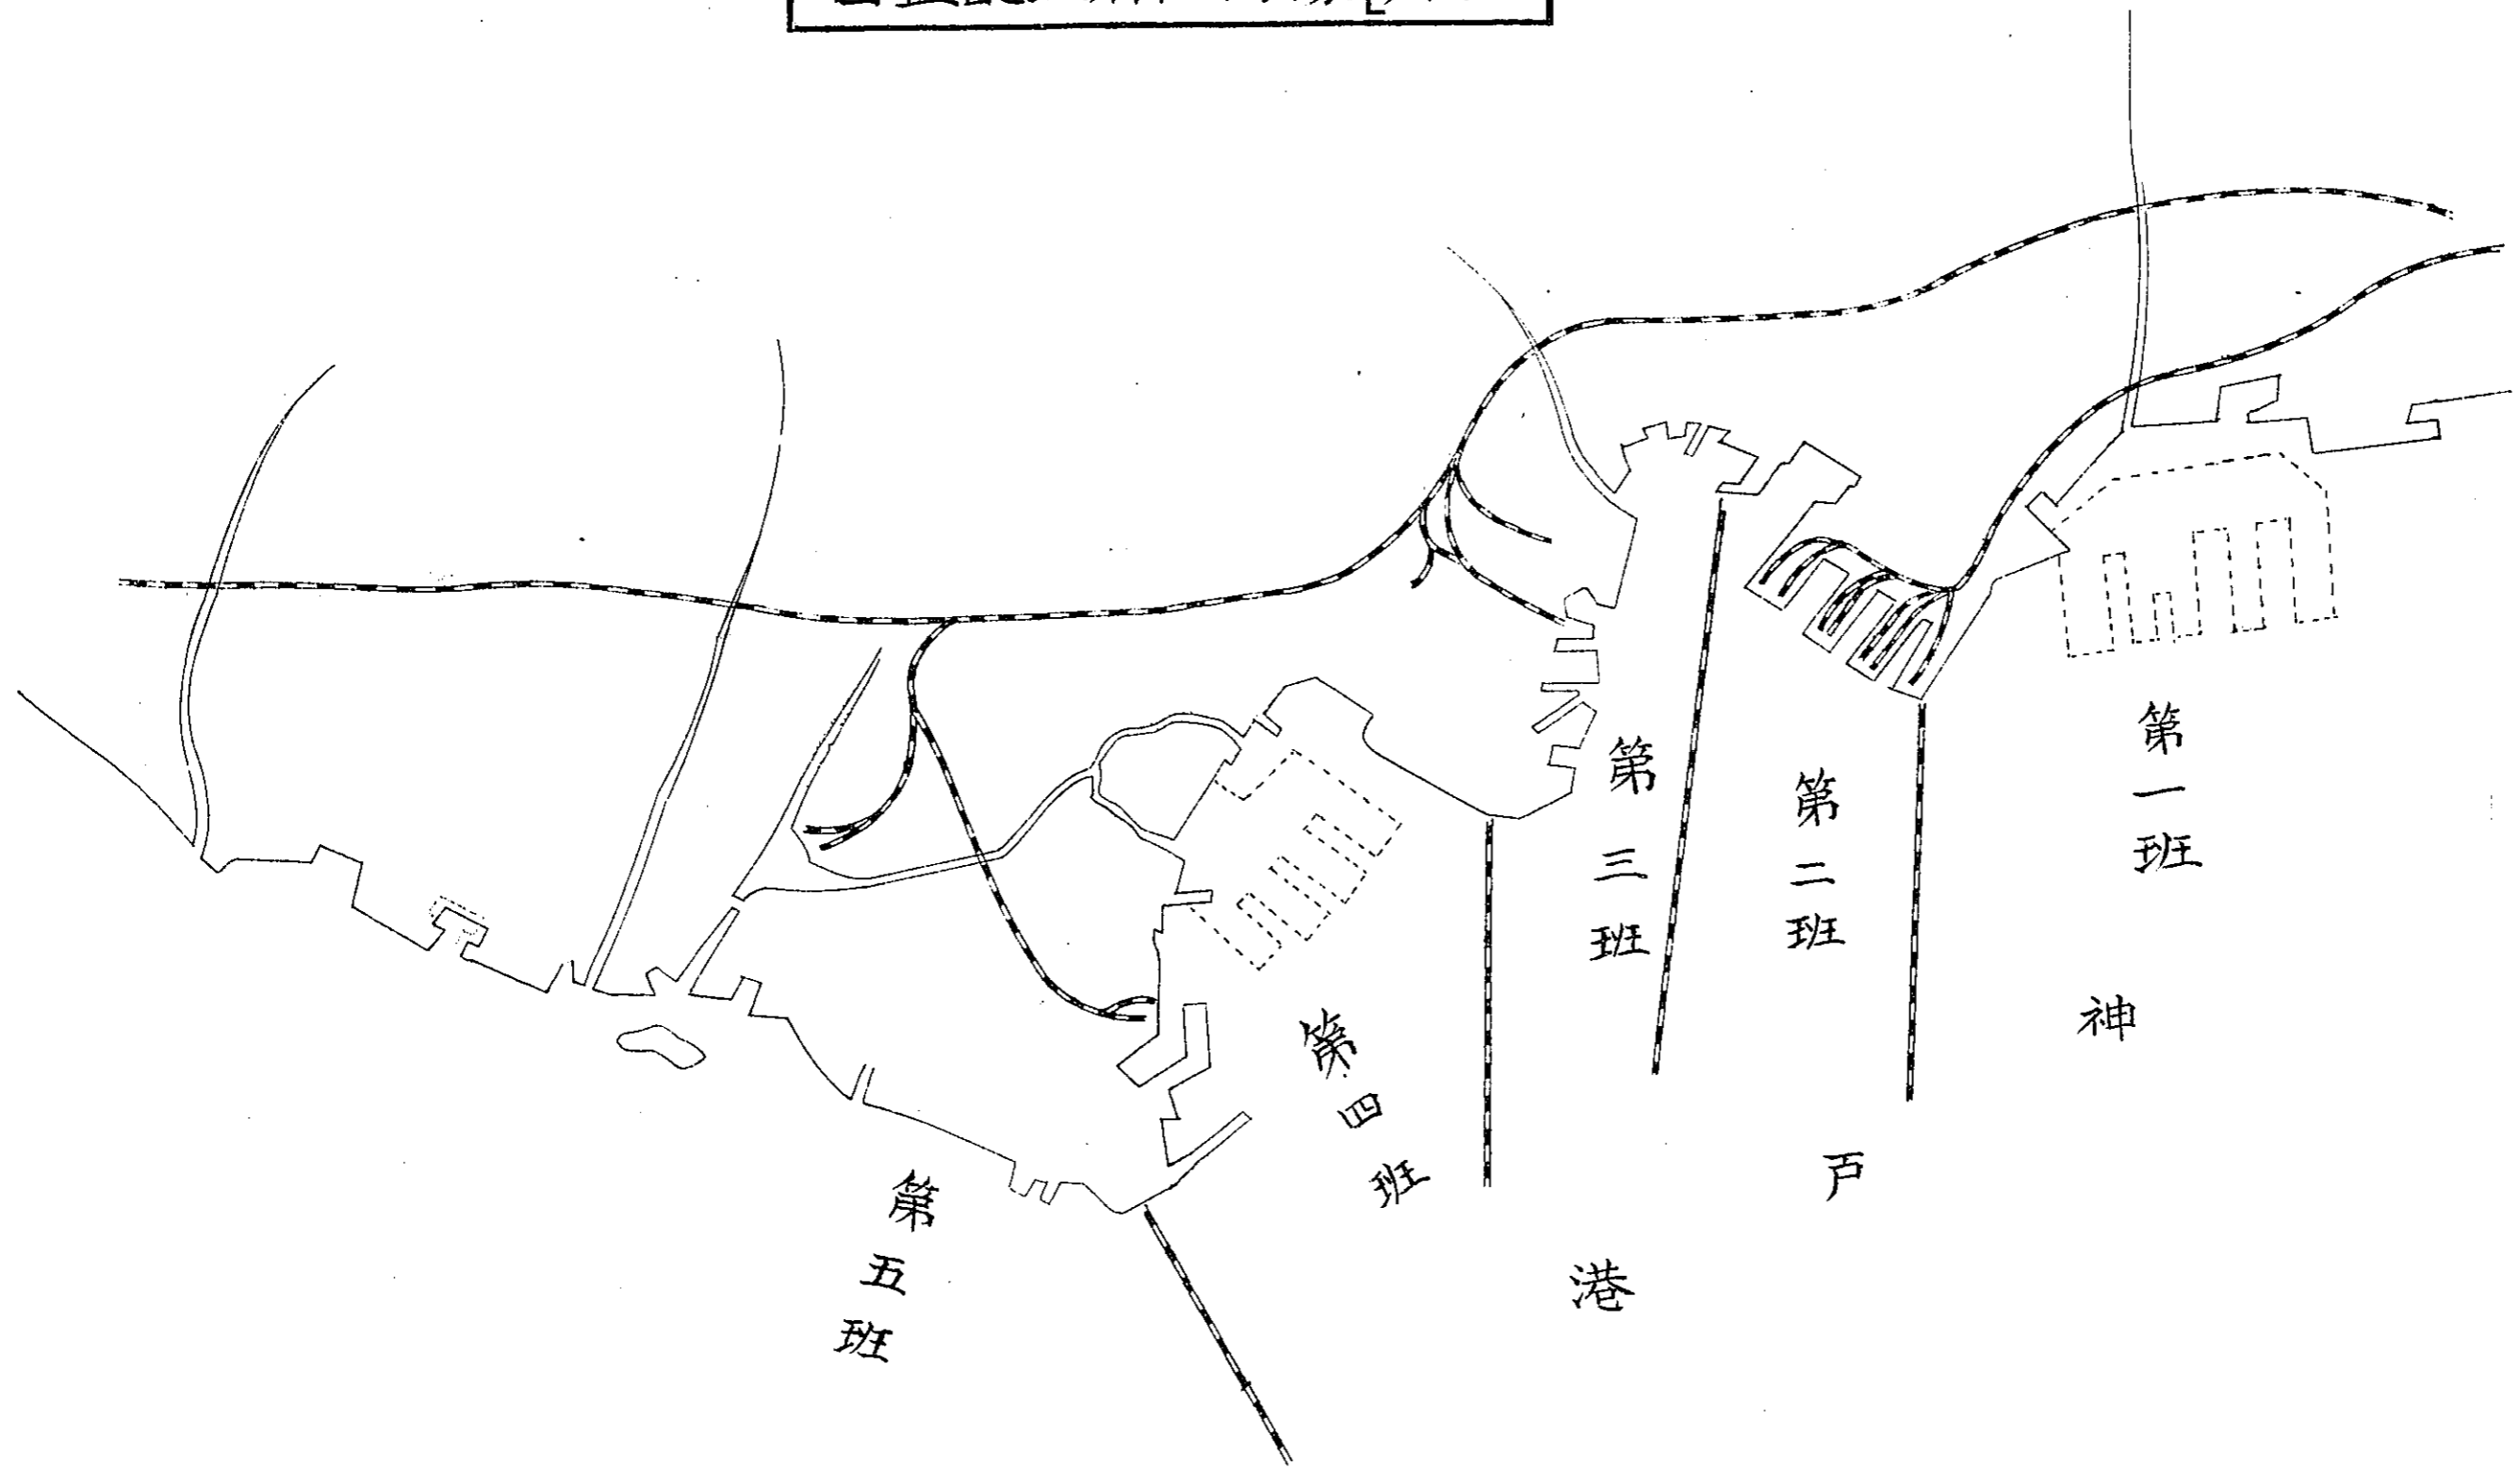 第一班
第二班
第三班
第四班
第五班
神戸港